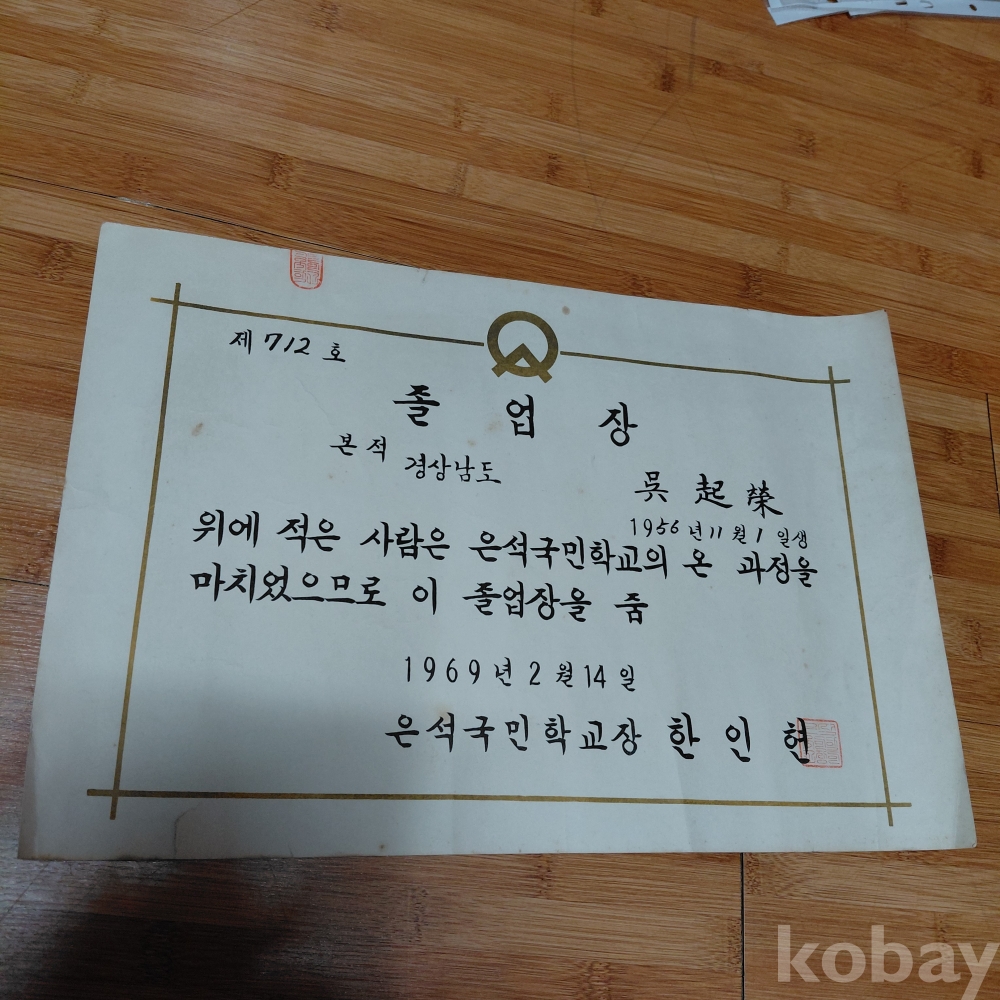 제 712 호
졸 업 장
본 적 경상남도
吳 起 榮
1956 년 11 월 1 일생
위에 적은 사람은 은석국민학교의 온 과정을
마치었으므로 이 졸업장을 줌
1969 년 2 월 14 일
은석국민학교장 한 인 현
kobay